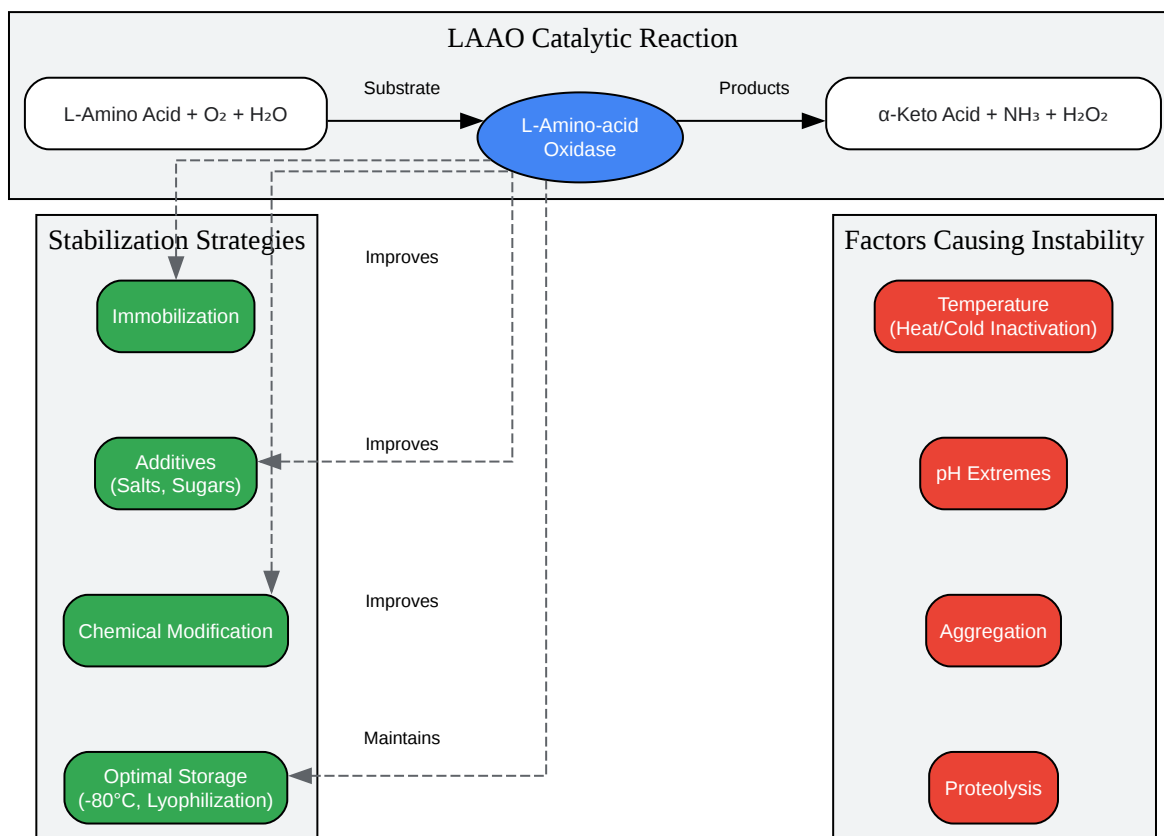 LAAO Catalytic Reaction
L-Amino Acid + O₂ + H₂O
Substrate
L-Amino-acid
Oxidase
Products
α-Keto Acid + NH₃ + H₂O₂
Stabilization Strategies
Improves
Immobilization
Improves
Additives
(Salts, Sugars)
Improves
Chemical Modification
Maintains
Optimal Storage
(-80°C, Lyophilization)
Factors Causing Instability
Temperature
(Heat/Cold Inactivation)
pH Extremes
Aggregation
Proteolysis